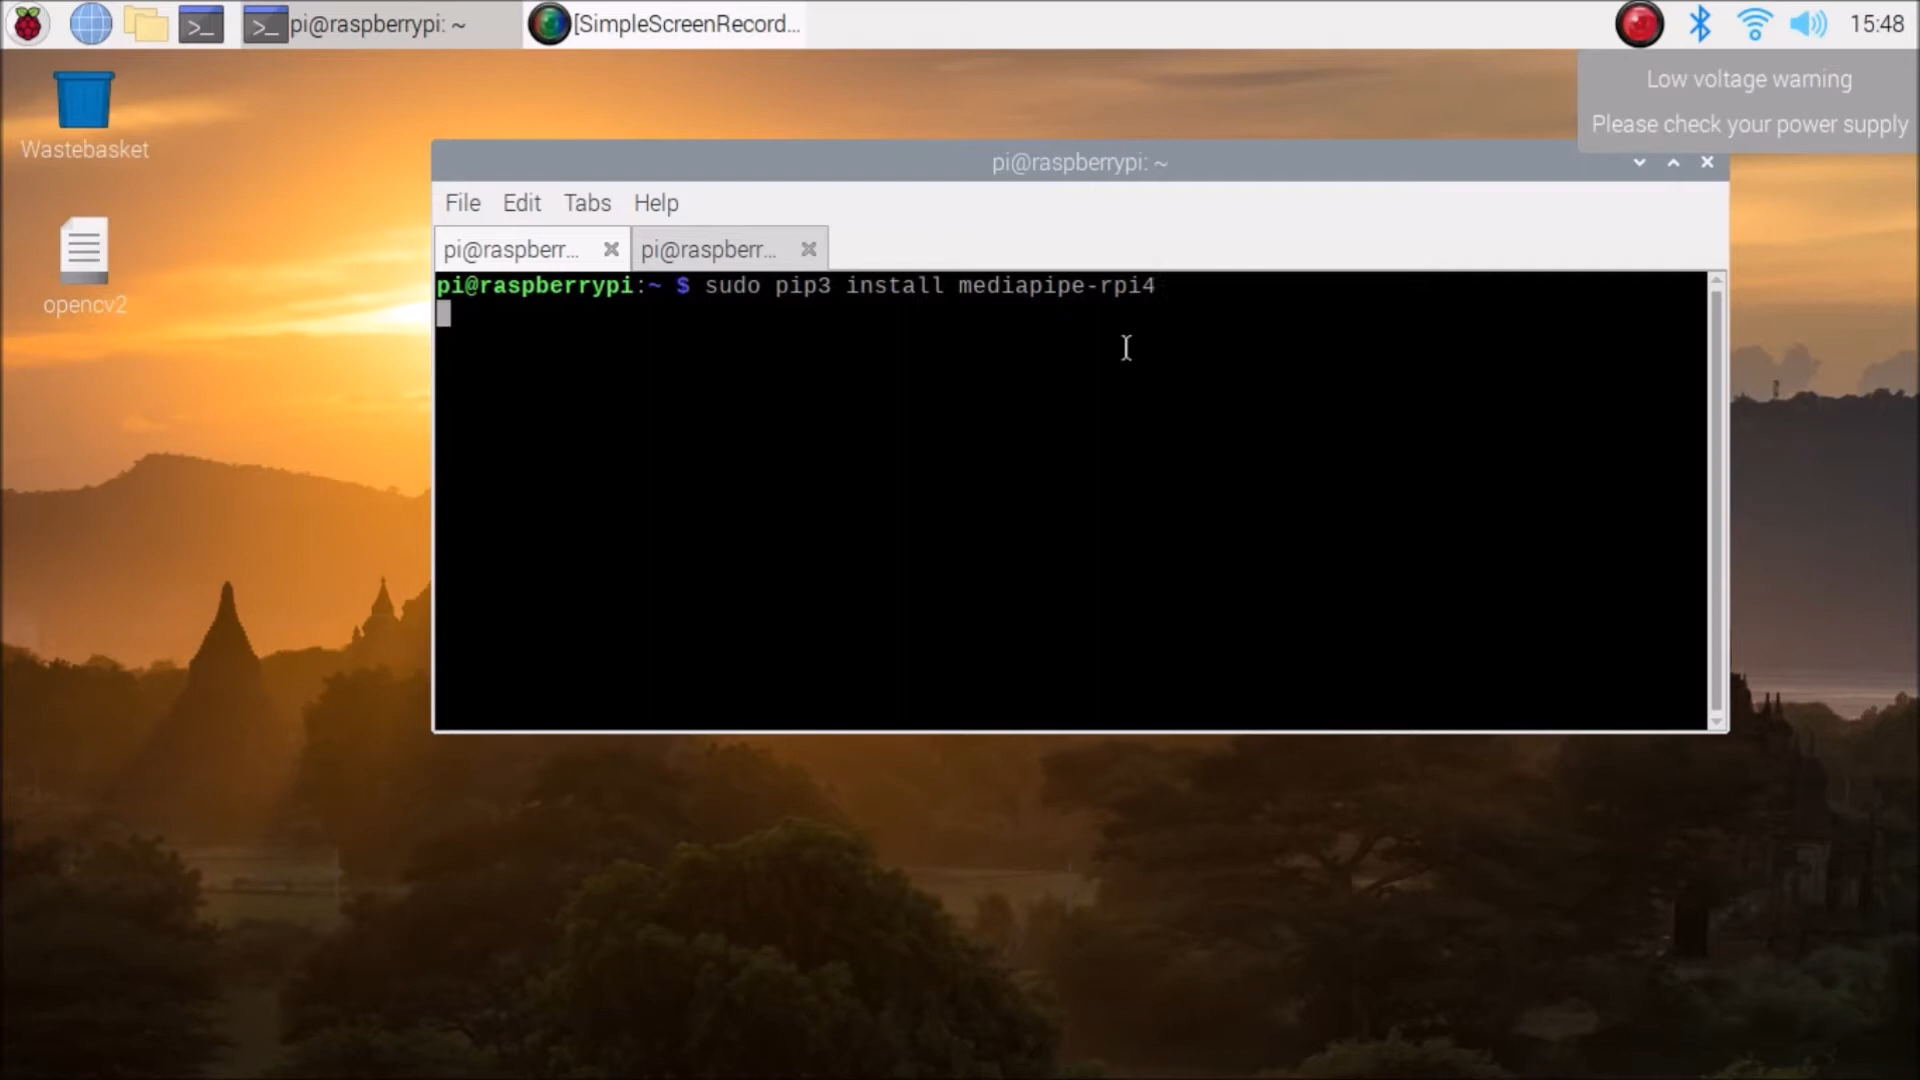 pi@raspberrypi: ~
[SimpleScreenRecord...
15:48
Low voltage warning
Please check your power supply
Wastebasket
opencv2
pi@raspberrypi: ~
File Edit Tabs Help
pi@raspberr...
pi@raspberr...
pi@raspberrypi:~ $ sudo pip3 install mediapipe-rpi4